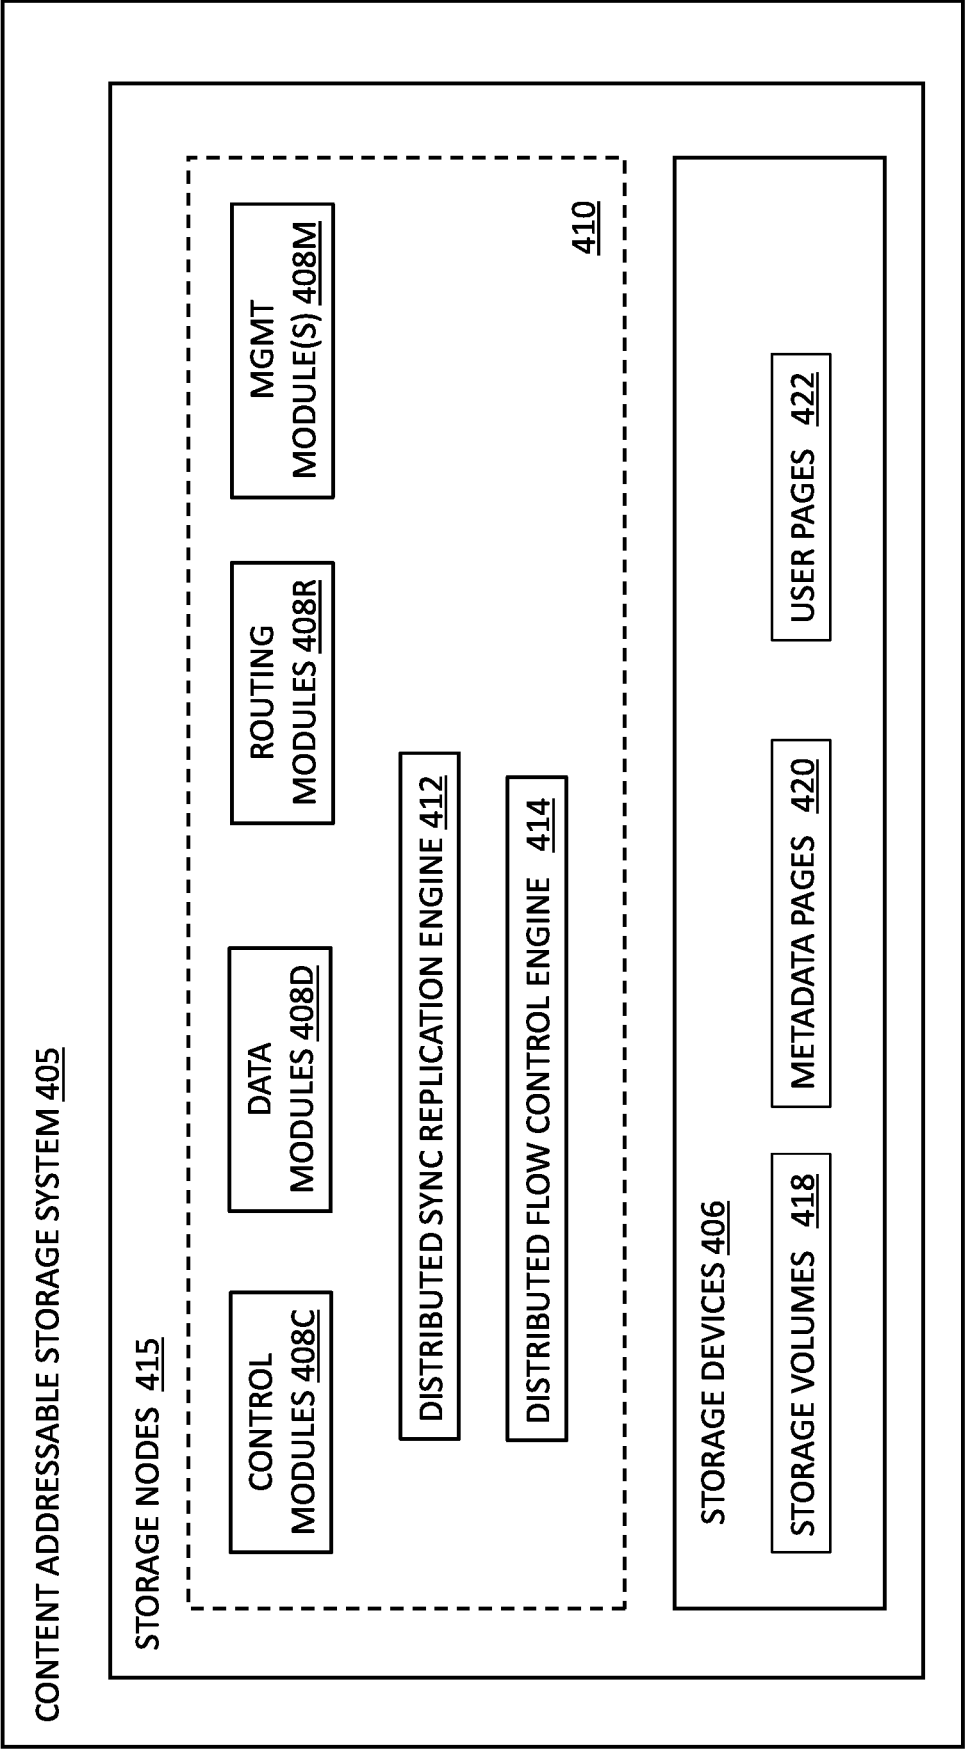 CONTENT ADDRESSABLE STORAGE SYSTEM 405
STORAGE NODES 415
CONTROL
MODULES 408C
DATA
MODULES 408D
ROUTING
MODULES 408R
MGMT
MODULE(S) 408M
DISTRIBUTED SYNC REPLICATION ENGINE 412
DISTRIBUTED FLOW CONTROL ENGINE 414
410
STORAGE DEVICES 406
STORAGE VOLUMES 418
METADATA PAGES 420
USER PAGES 422